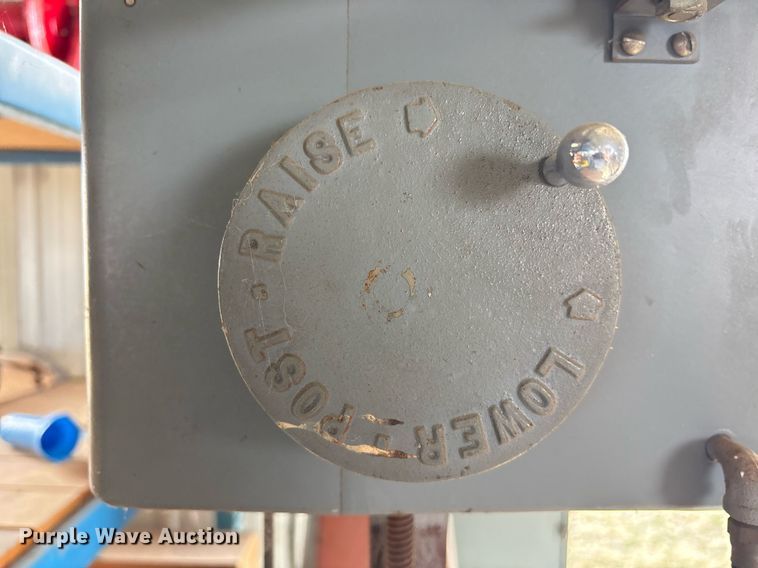 RAISE · POST · LOWER
Purple Wave Auction